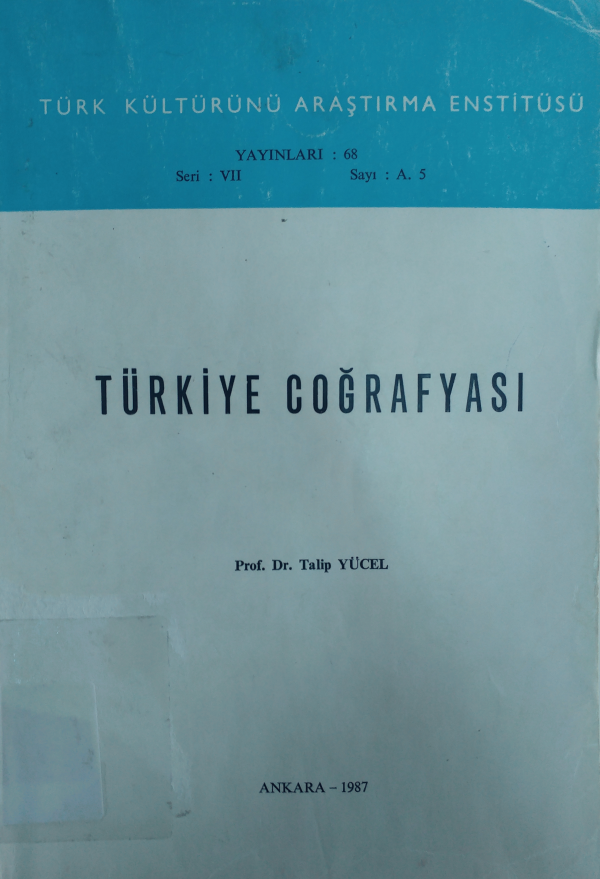 TÜRK KÜLTÜRÜNÜ ARAŞTIRMA ENSTİTÜSÜ
YAYINLARI : 68
Seri : VII Sayı : A. 5
TÜRKİYE COĞRAFYASI
Prof. Dr. Talip YÜCEL
ANKARA – 1987